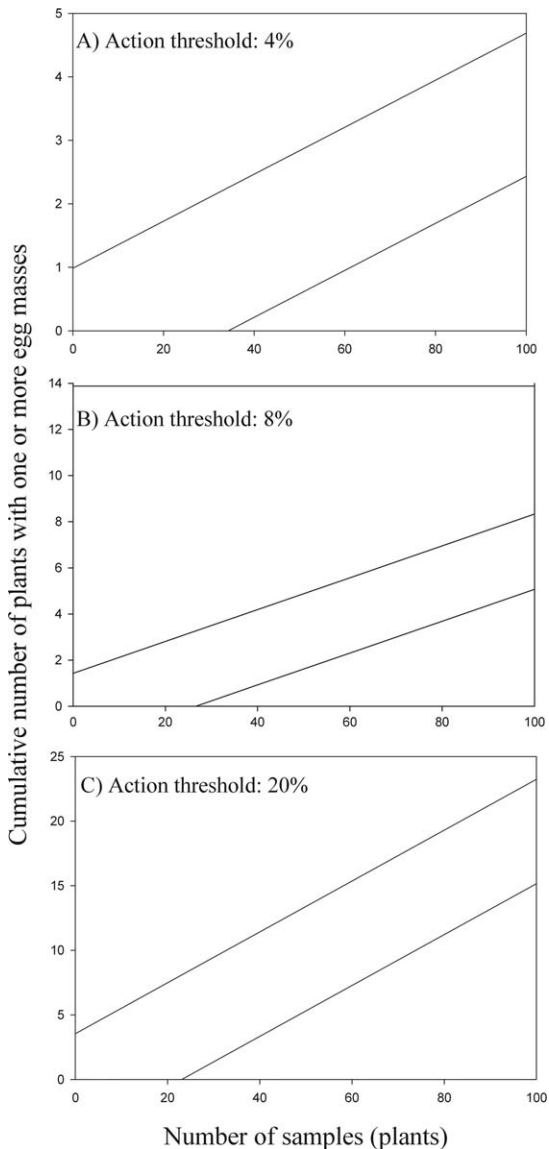 Cumulative number of plants with one or more egg masses
A) Action threshold: 4%
5
4
3
2
1
0
0 20 40 60 80 100
B) Action threshold: 8%
14
12
10
8
6
4
2
0
0 20 40 60 80 100
C) Action threshold: 20%
25
20
15
10
5
0
0 20 40 60 80 100
Number of samples (plants)